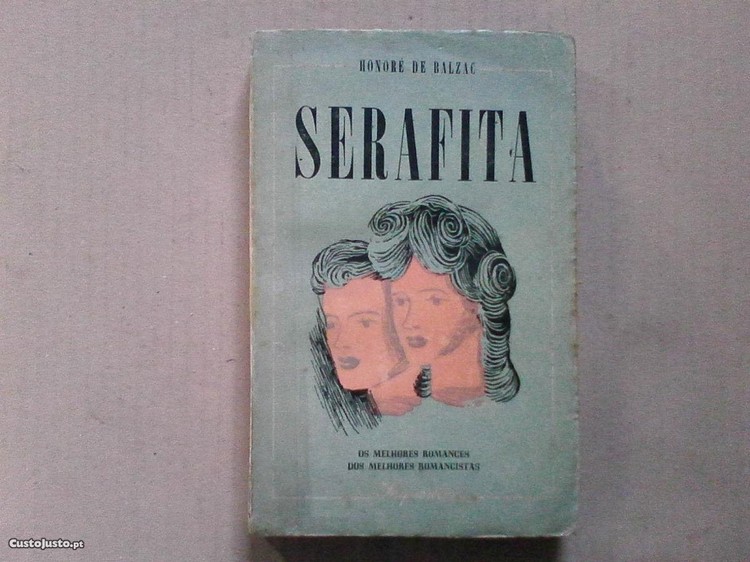 HONORÉ DE BALZAC
SERAFITA
OS MELHORES ROMANCES
DOS MELHORES ROMANCISTAS
CustoJusto.pt